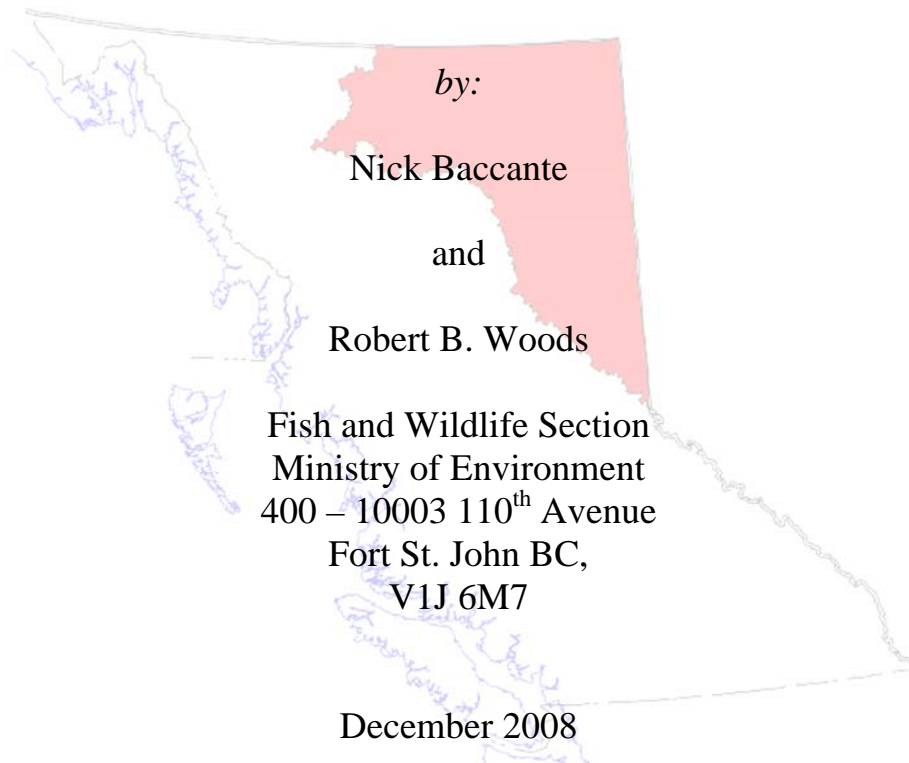 by:
Nick Baccante
and
Robert B. Woods
Fish and Wildlife Section
Ministry of Environment
400 – 10003 110th Avenue
Fort St. John BC,
V1J 6M7
December 2008